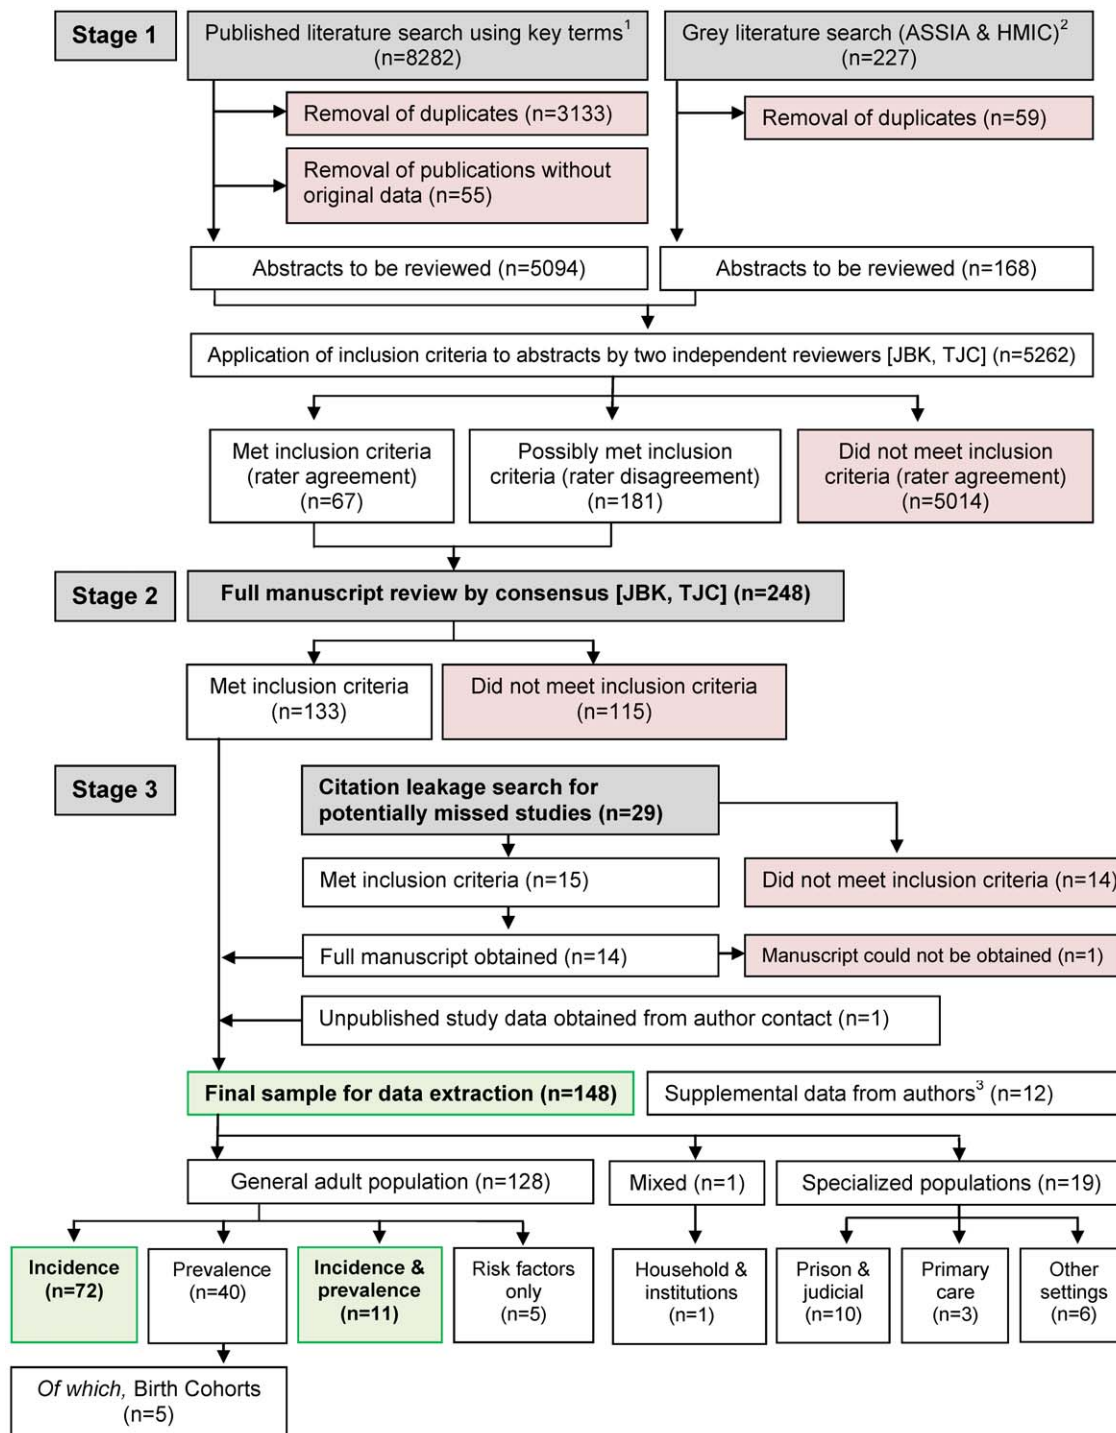 Stage 1
Published literature search using key terms¹
(n=8282)
Grey literature search (ASSIA & HMIC)²
(n=227)
Removal of duplicates (n=3133)
Removal of duplicates (n=59)
Removal of publications without
original data (n=55)
Abstracts to be reviewed (n=5094)
Abstracts to be reviewed (n=168)
Application of inclusion criteria to abstracts by two independent reviewers [JBK, TJC] (n=5262)
Met inclusion criteria
(rater agreement)
(n=67)
Possibly met inclusion
criteria (rater disagreement)
(n=181)
Did not meet inclusion
criteria (rater agreement)
(n=5014)
Stage 2
Full manuscript review by consensus [JBK, TJC] (n=248)
Met inclusion criteria
(n=133)
Did not meet inclusion criteria
(n=115)
Stage 3
Citation leakage search for
potentially missed studies (n=29)
Met inclusion criteria (n=15)
Did not meet inclusion criteria (n=14)
Full manuscript obtained (n=14)
Manuscript could not be obtained (n=1)
Unpublished study data obtained from author contact (n=1)
Final sample for data extraction (n=148)
Supplemental data from authors³ (n=12)
General adult population (n=128)
Mixed (n=1)
Specialized populations (n=19)
Incidence
(n=72)
Prevalence
(n=40)
Incidence &
prevalence
(n=11)
Risk factors
only
(n=5)
Household &
institutions
(n=1)
Prison &
judicial
(n=10)
Primary
care
(n=3)
Other
settings
(n=6)
Of which, Birth Cohorts
(n=5)